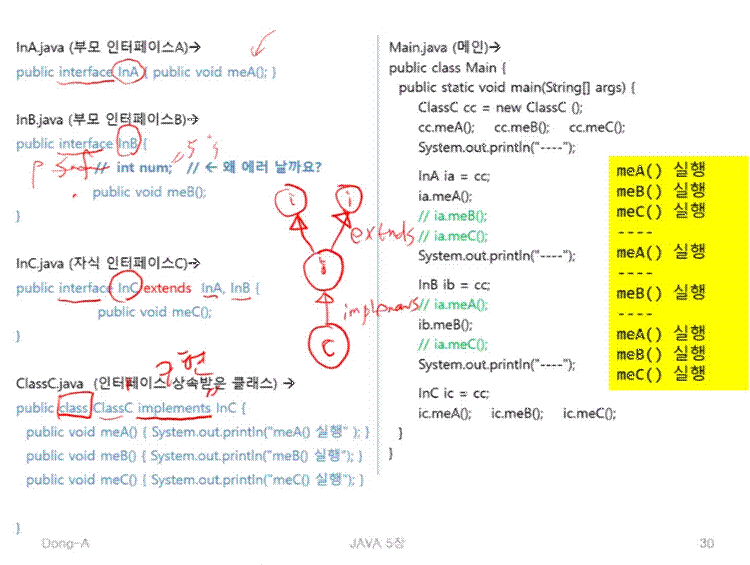 InA.java (부모 인터페이스A)→
public interface InA { public void meA(); }
InB.java (부모 인터페이스B)→
public interface InB {
// int num; // ← 왜 에러 날까요?
public void meB();
}
InC.java (자식 인터페이스C)→
public interface InC extends InA, InB {
public void meC();
}
구현
ClassC.java (인터페이스 상속받은 클래스) →
public class ClassC implements InC {
public void meA() { System.out.println("meA() 실행" ); }
public void meB() { System.out.println("meB() 실행"); }
public void meC() { System.out.println("meC() 실행"); }
}
i i
extends
i
implements
C
Main.java (메인)→
public class Main {
public static void main(String[] args) {
ClassC cc = new ClassC ();
cc.meA(); cc.meB(); cc.meC();
System.out.println("----");
InA ia = cc;
ia.meA();
// ia.meB();
// ia.meC();
System.out.println("----");
InB ib = cc;
// ia.meA();
ib.meB();
// ia.meC();
System.out.println("----");
InC ic = cc;
ic.meA(); ic.meB(); ic.meC();
}
}
meA() 실행
meB() 실행
meC() 실행
----
meA() 실행
----
meB() 실행
----
meA() 실행
meB() 실행
meC() 실행
Dong-A
JAVA 5장
30